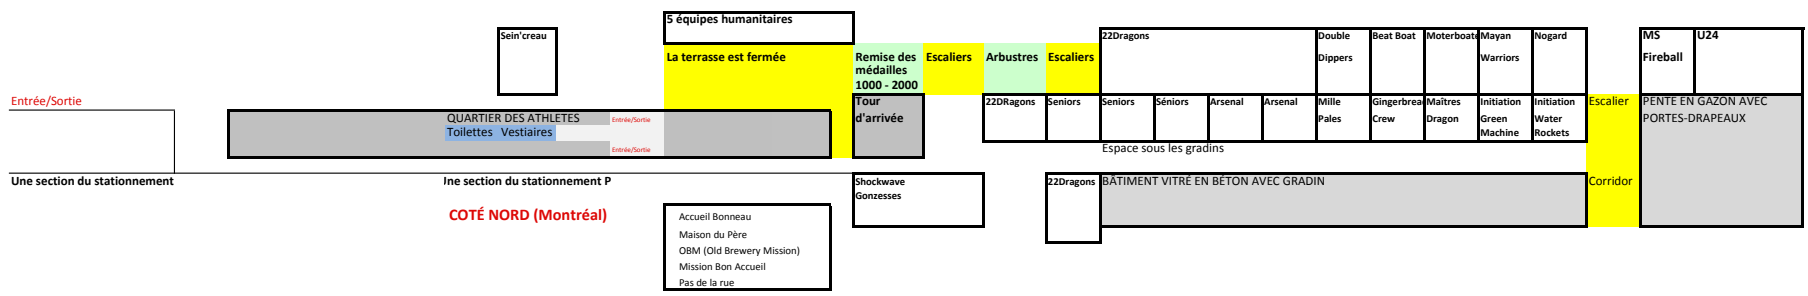 5 équipes humanitaires
Sein'creau
22Dragons
Double
Dippers
Beat Boat
Moterboate
Mayan
Warriors
Nogard
MS
Fireball
U24
La terrasse est fermée
Remise des
médailles
1000 - 2000
Escaliers
Arbustres
Escaliers
Entrée/Sortie
QUARTIER DES ATHLETES
Entrée/Sortie
Toilettes Vestiaires
Entrée/Sortie
Tour
d'arrivée
22DRagons
Seniors
Seniors
Séniors
Arsenal
Arsenal
Mille
Pales
Gingerbrea
Crew
Maîtres
Dragon
Initiation
Green
Machine
Initiation
Water
Rockets
Escalier
PENTE EN GAZON AVEC
PORTES-DRAPEAUX
Espace sous les gradins
Une section du stationnement
ne section du stationnement P
Shockwave
Gonzesses
22Dragons
BÂTIMENT VITRÉ EN BÉTON AVEC GRADIN
Corridor
COTÉ NORD (Montréal)
Accueil Bonneau
Maison du Père
OBM (Old Brewery Mission)
Mission Bon Accueil
Pas de la rue